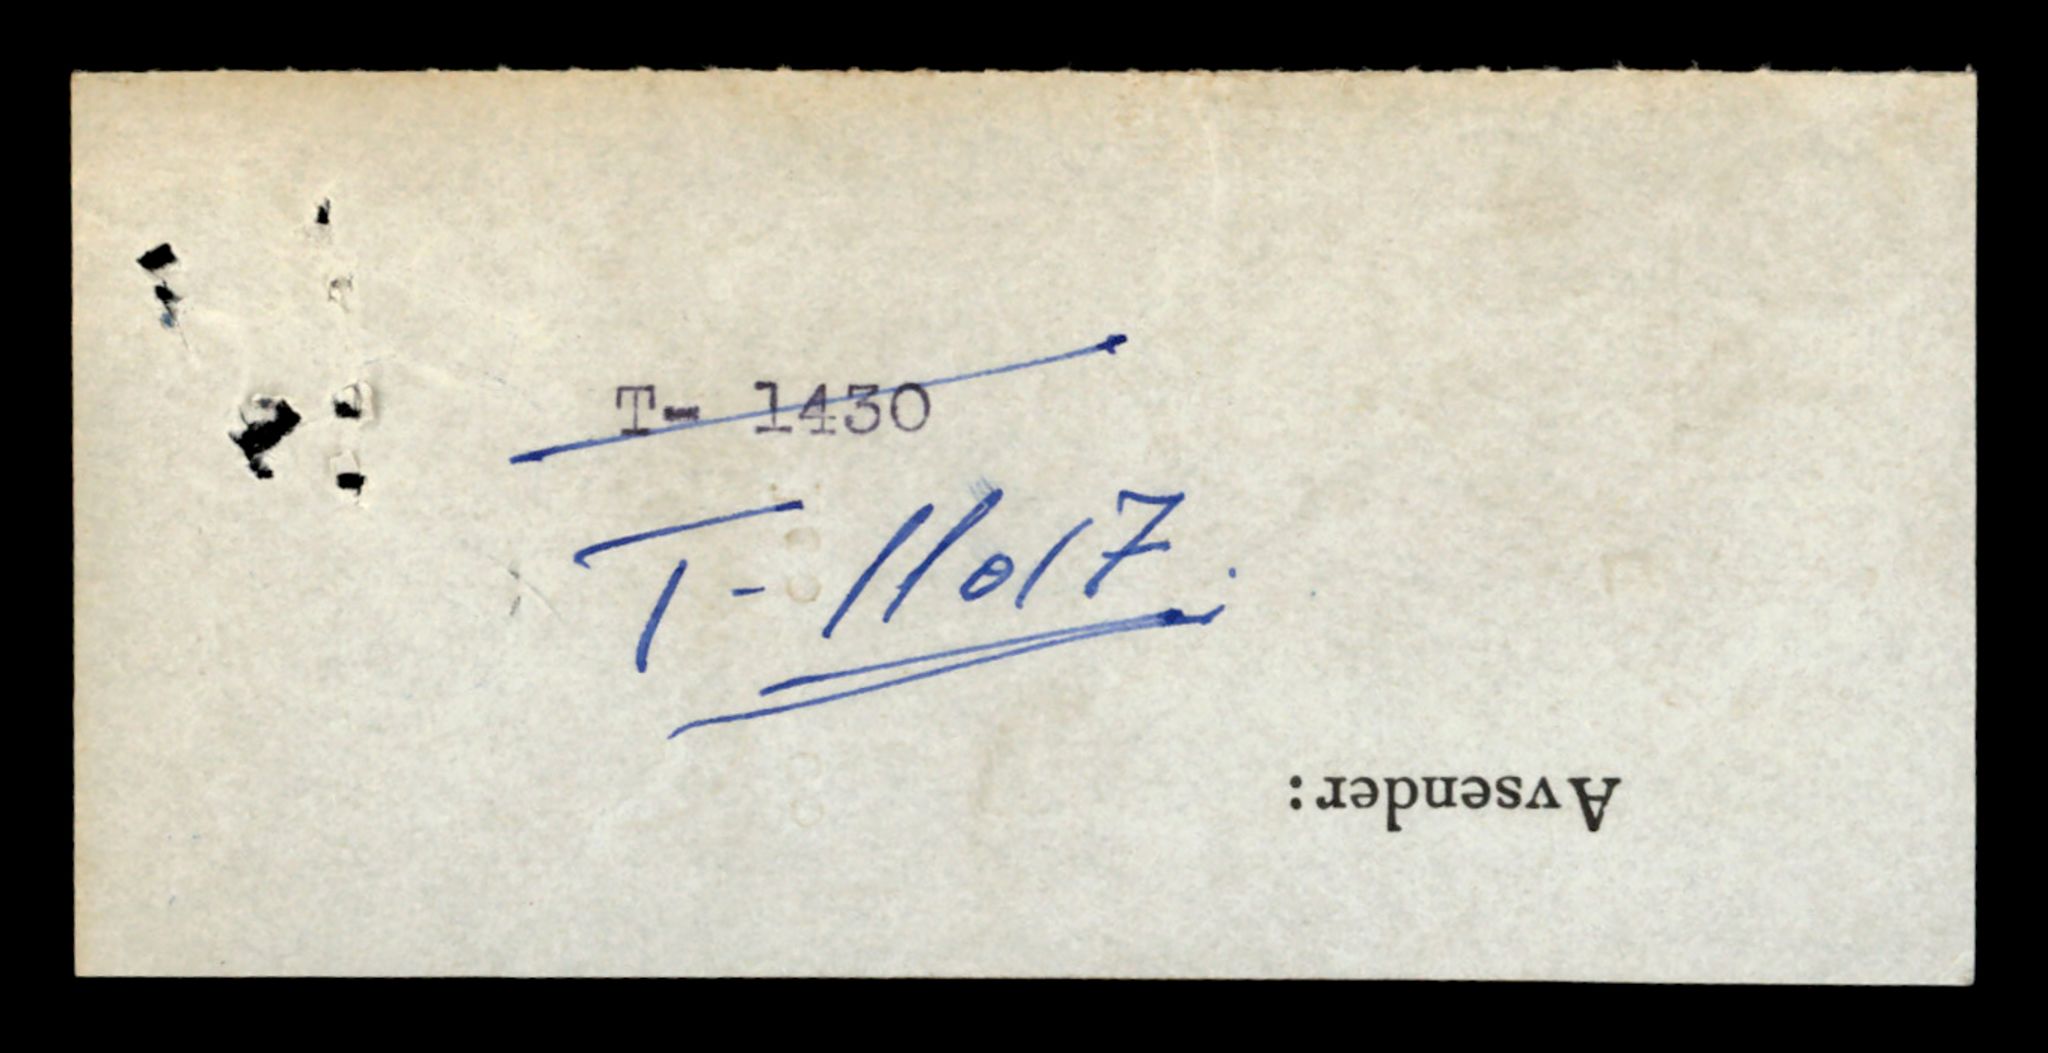 T- 1430
T-11017.
Avsender: